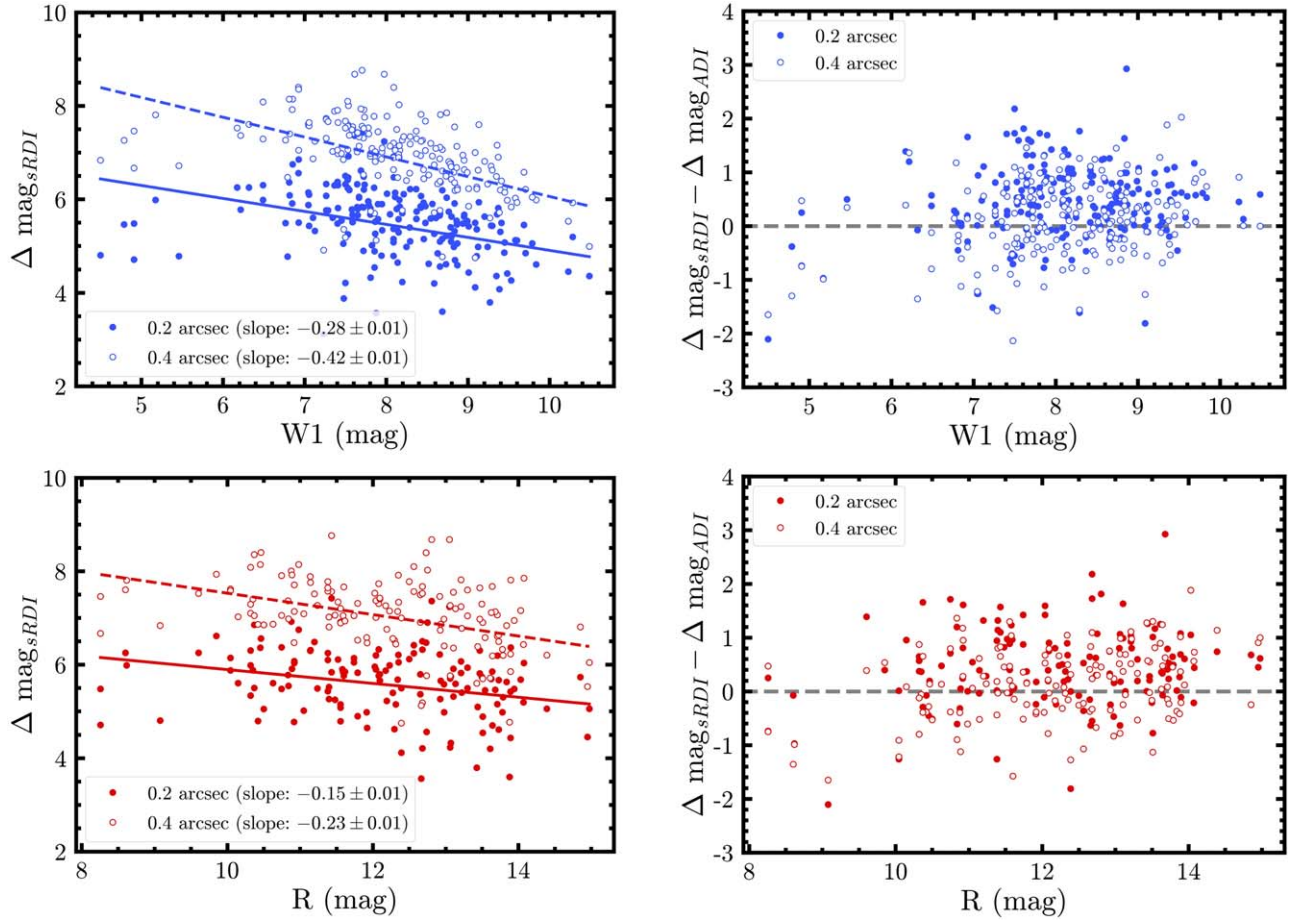 10
8
6
4
2
Δ mag_sRDI
0.2 arcsec (slope: −0.28 ± 0.01)
0.4 arcsec (slope: −0.42 ± 0.01)
5 6 7 8 9 10
W1 (mag)
4
3
2
1
0
-1
-2
-3
Δ mag_sRDI − Δ mag_ADI
0.2 arcsec
0.4 arcsec
5 6 7 8 9 10
W1 (mag)
10
8
6
4
2
Δ mag_sRDI
0.2 arcsec (slope: −0.15 ± 0.01)
0.4 arcsec (slope: −0.23 ± 0.01)
8 10 12 14
R (mag)
4
3
2
1
0
-1
-2
-3
Δ mag_sRDI − Δ mag_ADI
0.2 arcsec
0.4 arcsec
8 10 12 14
R (mag)